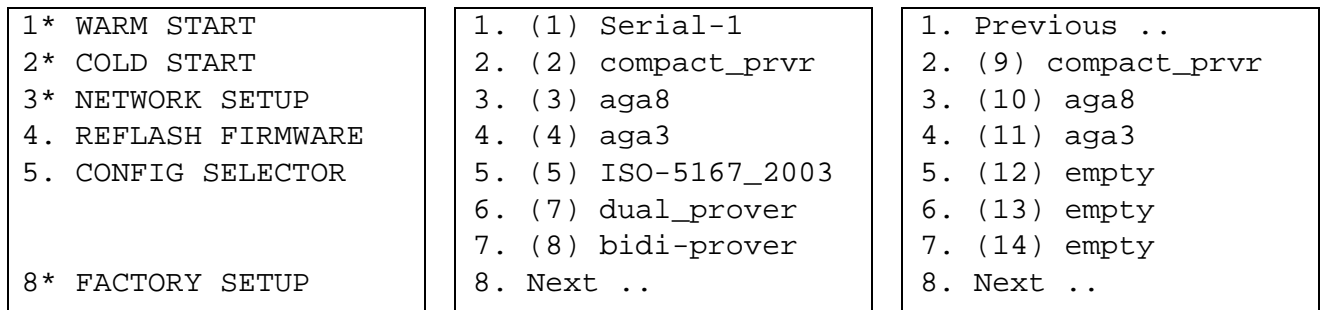 1* WARM START
2* COLD START
3* NETWORK SETUP
4. REFLASH FIRMWARE
5. CONFIG SELECTOR
8* FACTORY SETUP
1. (1) Serial-1
2. (2) compact_prvr
3. (3) aga8
4. (4) aga3
5. (5) ISO-5167_2003
6. (7) dual_prover
7. (8) bidi-prover
8. Next ..
1. Previous ..
2. (9) compact_prvr
3. (10) aga8
4. (11) aga3
5. (12) empty
6. (13) empty
7. (14) empty
8. Next ..